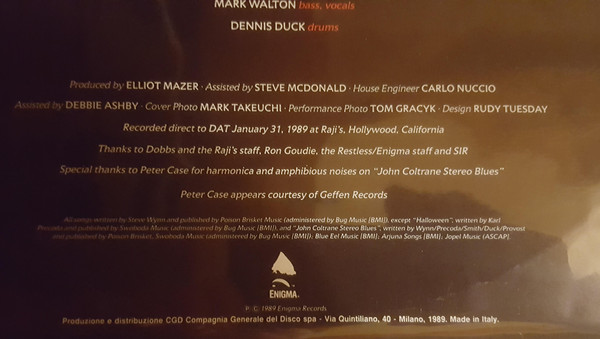 MARK WALTON bass, vocals
DENNIS DUCK drums
Produced by ELLIOT MAZER · Assisted by STEVE MCDONALD · House Engineer CARLO NUCCIO
Assisted by DEBBIE ASHBY · Cover Photo MARK TAKEUCHI · Performance Photo TOM GRACYK · Design RUDY TUESDAY
Recorded direct to DAT January 31, 1989 at Raji's, Hollywood, California
Thanks to Dobbs and the Raji's staff, Ron Goudie, the Restless/Enigma staff and SIR
Special thanks to Peter Case for harmonica and amphibious noises on "John Coltrane Stereo Blues"
Peter Case appears courtesy of Geffen Records
All songs written by Steve Wynn and published by Poison Brisket Music (administered by Bug Music [BMI]), except "Halloween", written by Karl
Precoda and published by Swoboda Music (administered by Bug Music [BMI]), and "John Coltrane Stereo Blues", written by Wynn/Precoda/Smith/Duck/Provost
and published by Poison Brisket, Swoboda Music (administered by Bug Music [BMI]), Blue Eel Music [BMI], Arjuna Songs [BMI], Jopel Music (ASCAP).
ENIGMA
℗ © 1989 Enigma Records
Produzione e distribuzione CGD Compagnia Generale del Disco spa - Via Quintiliano, 40 - Milano, 1989. Made in Italy.